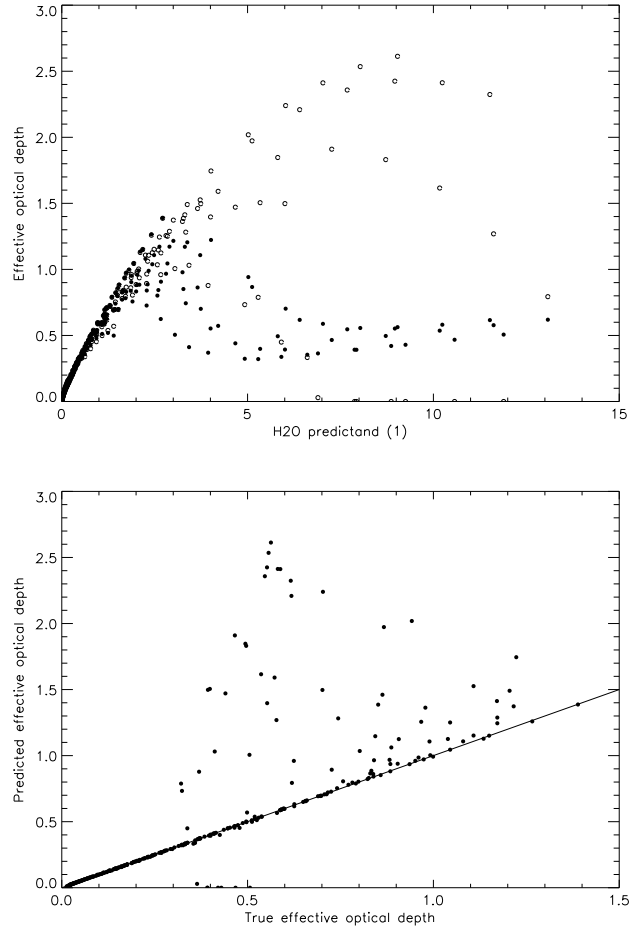 3.0
2.5
2.0
1.5
1.0
0.5
0.0
Effective optical depth
0 5 10 15
H2O predictand (1)
3.0
2.5
2.0
1.5
1.0
0.5
0.0
Predicted effective optical depth
0.0 0.5 1.0 1.5
True effective optical depth